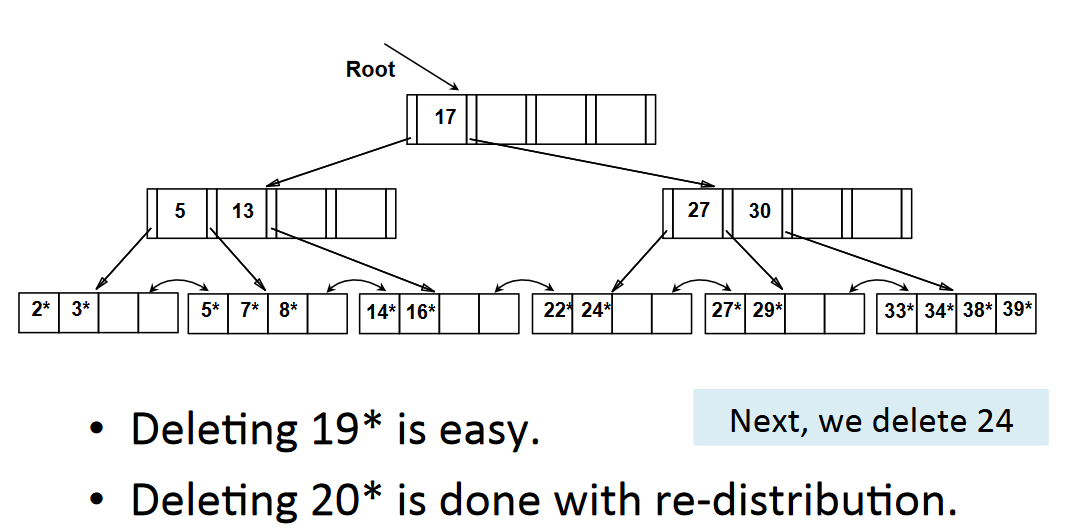 Root
17
5 13
27 30
2* 3*
5* 7* 8*
14* 16*
22* 24*
27* 29*
33* 34* 38* 39*
• Deleting 19* is easy.
Next, we delete 24
• Deleting 20* is done with re-distribution.